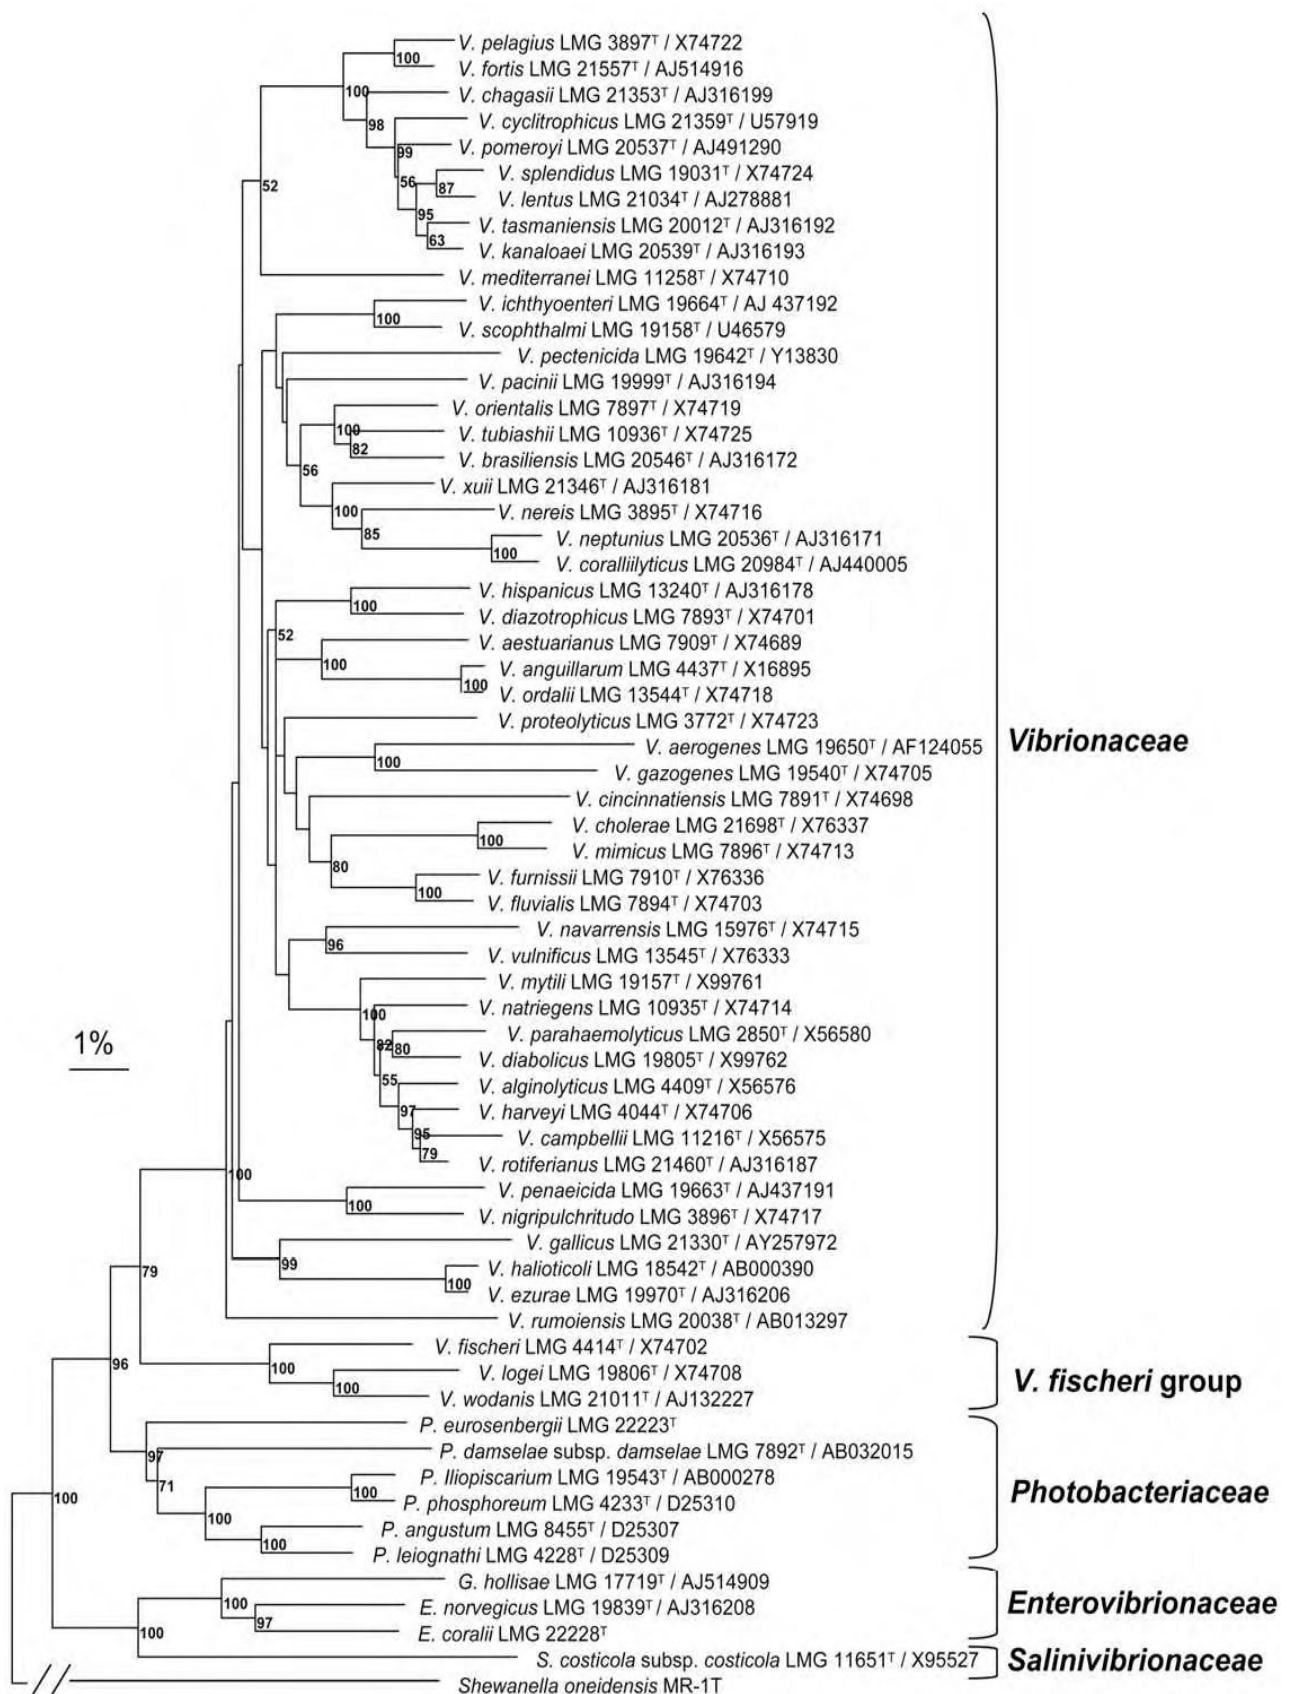 V. pelagius LMG 3897ᵀ / X74722
100
V. fortis LMG 21557ᵀ / AJ514916
100
V. chagasii LMG 21353ᵀ / AJ316199
98
V. cyclitrophicus LMG 21359ᵀ / U57919
99
V. pomeroyi LMG 20537ᵀ / AJ491290
52
56
V. splendidus LMG 19031ᵀ / X74724
87
V. lentus LMG 21034ᵀ / AJ278881
95
V. tasmaniensis LMG 20012ᵀ / AJ316192
63
V. kanaloaei LMG 20539ᵀ / AJ316193
V. mediterranei LMG 11258ᵀ / X74710
V. ichthyoenteri LMG 19664ᵀ / AJ 437192
100
V. scophthalmi LMG 19158ᵀ / U46579
V. pectenicida LMG 19642ᵀ / Y13830
V. pacinii LMG 19999ᵀ / AJ316194
V. orientalis LMG 7897ᵀ / X74719
100
V. tubiashii LMG 10936ᵀ / X74725
82
V. brasiliensis LMG 20546ᵀ / AJ316172
56
V. xuii LMG 21346ᵀ / AJ316181
100
V. nereis LMG 3895ᵀ / X74716
85
V. neptunius LMG 20536ᵀ / AJ316171
100
V. coralliilyticus LMG 20984ᵀ / AJ440005
V. hispanicus LMG 13240ᵀ / AJ316178
100
V. diazotrophicus LMG 7893ᵀ / X74701
52
V. aestuarianus LMG 7909ᵀ / X74689
100
V. anguillarum LMG 4437ᵀ / X16895
100
V. ordalii LMG 13544ᵀ / X74718
V. proteolyticus LMG 3772ᵀ / X74723
V. aerogenes LMG 19650ᵀ / AF124055
100
V. gazogenes LMG 19540ᵀ / X74705
V. cincinnatiensis LMG 7891ᵀ / X74698
V. cholerae LMG 21698ᵀ / X76337
100
V. mimicus LMG 7896ᵀ / X74713
80
V. furnissii LMG 7910ᵀ / X76336
100
V. fluvialis LMG 7894ᵀ / X74703
V. navarrensis LMG 15976ᵀ / X74715
96
V. vulnificus LMG 13545ᵀ / X76333
V. mytili LMG 19157ᵀ / X99761
100
V. natriegens LMG 10935ᵀ / X74714
V. parahaemolyticus LMG 2850ᵀ / X56580
82
80
V. diabolicus LMG 19805ᵀ / X99762
55
V. alginolyticus LMG 4409ᵀ / X56576
97
V. harveyi LMG 4044ᵀ / X74706
95
V. campbellii LMG 11216ᵀ / X56575
79
V. rotiferianus LMG 21460ᵀ / AJ316187
100
V. penaeicida LMG 19663ᵀ / AJ437191
100
V. nigripulchritudo LMG 3896ᵀ / X74717
V. gallicus LMG 21330ᵀ / AY257972
99
V. halioticoli LMG 18542ᵀ / AB000390
100
V. ezurae LMG 19970ᵀ / AJ316206
79
V. rumoiensis LMG 20038ᵀ / AB013297
Vibrionaceae
1%
V. fischeri LMG 4414ᵀ / X74702
100
96
V. logei LMG 19806ᵀ / X74708
100
V. wodanis LMG 21011ᵀ / AJ132227
V. fischeri group
P. eurosenbergii LMG 22223ᵀ
97
P. damselae subsp. damselae LMG 7892ᵀ / AB032015
71
P. Iliopiscarium LMG 19543ᵀ / AB000278
100
P. phosphoreum LMG 4233ᵀ / D25310
100
100
P. angustum LMG 8455ᵀ / D25307
100
P. leiognathi LMG 4228ᵀ / D25309
Photobacteriaceae
G. hollisae LMG 17719ᵀ / AJ514909
100
E. norvegicus LMG 19839ᵀ / AJ316208
97
100
E. coralii LMG 22228ᵀ
Enterovibrionaceae
S. costicola subsp. costicola LMG 11651ᵀ / X95527
Salinivibrionaceae
Shewanella oneidensis MR-1T